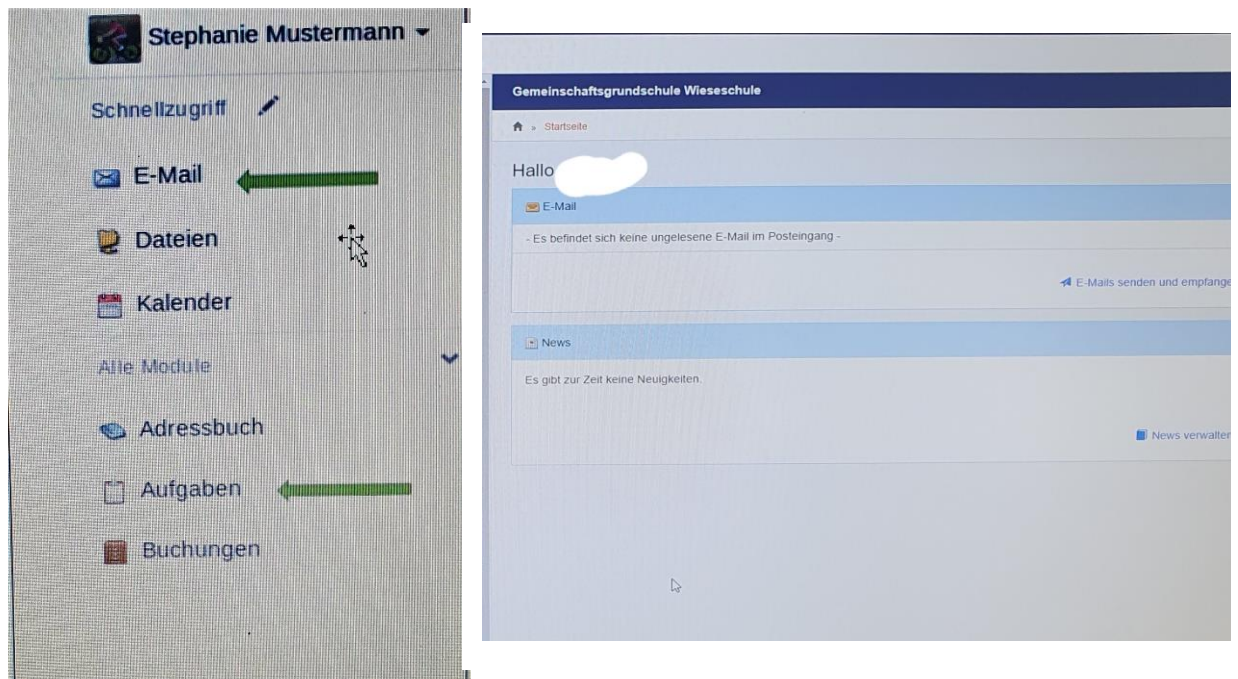 Stephanie Mustermann
Schnellzugriff
E-Mail
Dateien
Kalender
Alle Module
Adressbuch
Aufgaben
Buchungen
Gemeinschaftsgrundschule Wieseschule
» Startseite
Hallo
E-Mail
- Es befindet sich keine ungelesene E-Mail im Posteingang -
E-Mails senden und empfange
News
Es gibt zur Zeit keine Neuigkeiten.
News verwalten